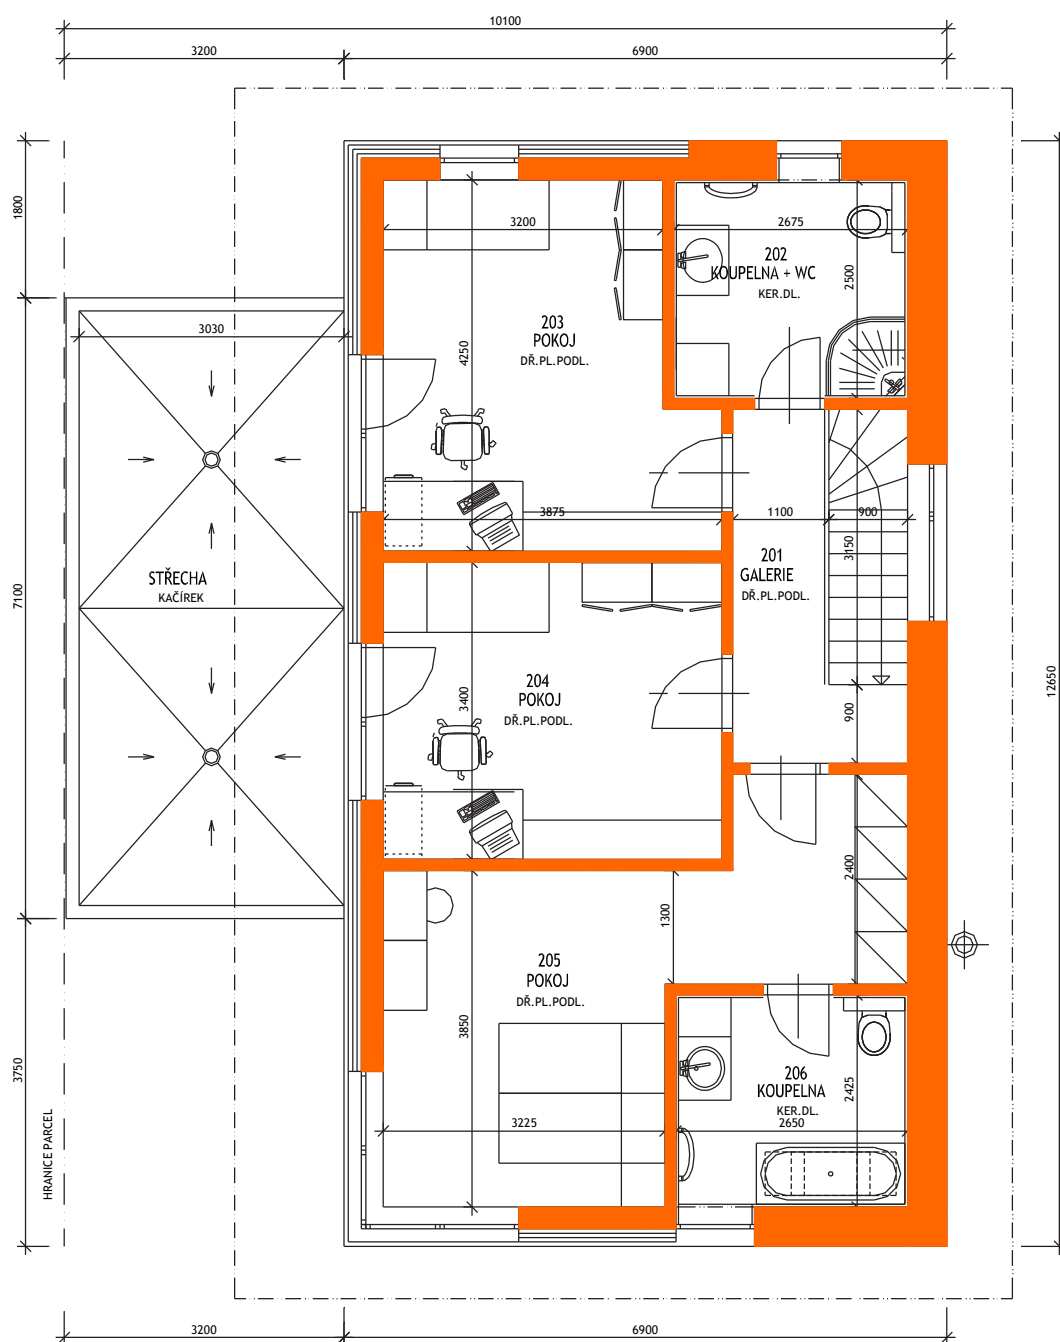 10100
3200
6900
1800
3200
2675
202
KOUPELNA + WC
KER.DL.
2500
203
POKOJ
DŘ.PL.PODL.
3030
4250
3875
1100
900
3150
201
GALERIE
DŘ.PL.PODL.
STŘECHA
KAČÍREK
7100
204
POKOJ
DŘ.PL.PODL.
3400
900
12650
2400
1300
205
POKOJ
DŘ.PL.PODL.
3850
206
KOUPELNA
KER.DL.
2425
3225
2650
3750
HRANICE PARCEL
3200
6900